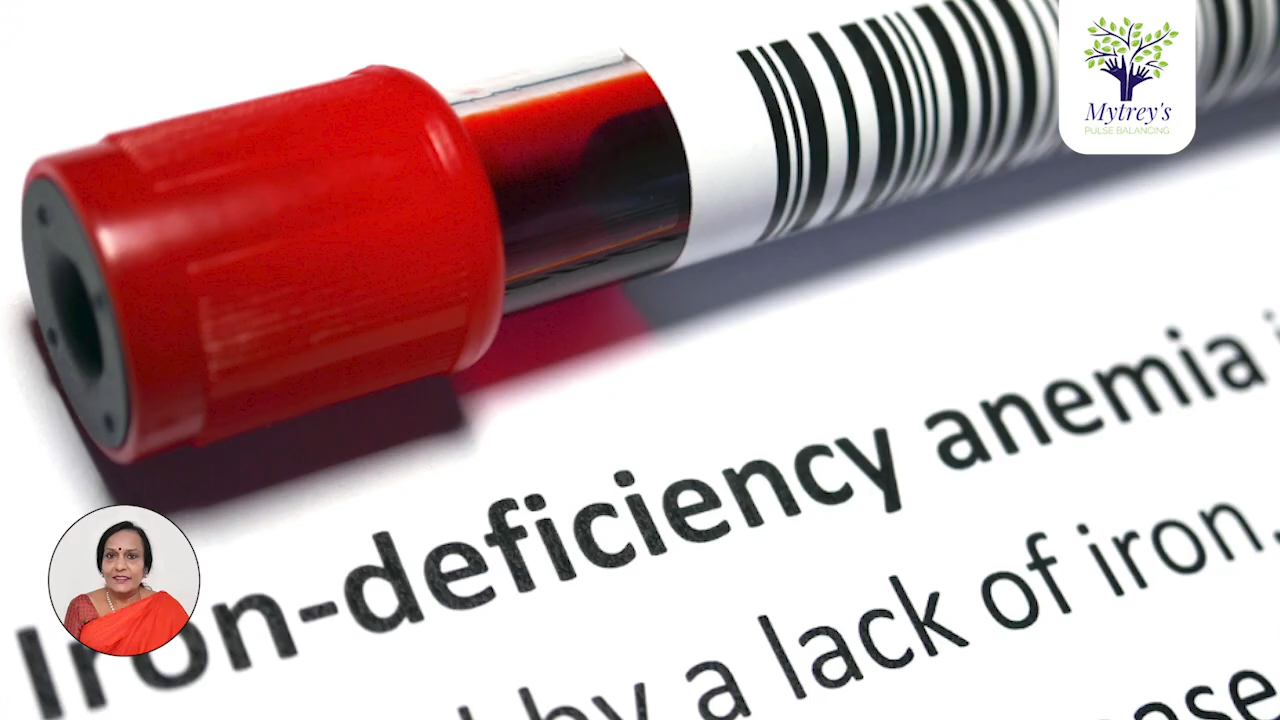 Mytrey's
PULSE BALANCING
Iron-deficiency anemia
by a lack of iron,